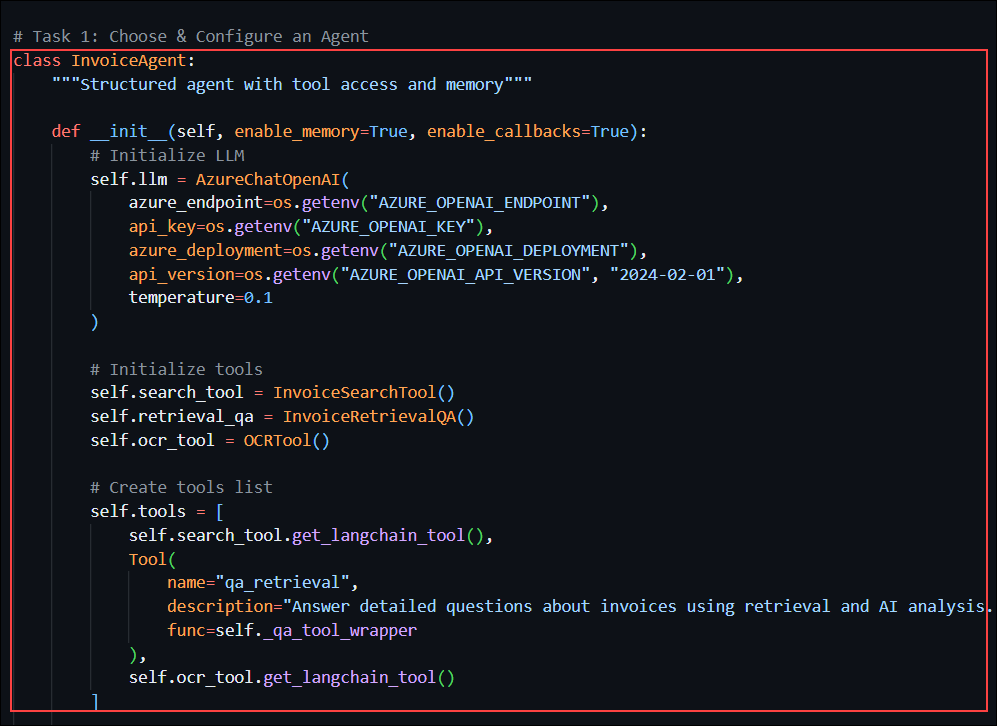 # Task 1: Choose & Configure an Agent
class InvoiceAgent:
    """Structured agent with tool access and memory"""
    def __init__(self, enable_memory=True, enable_callbacks=True):
        # Initialize LLM
        self.llm = AzureChatOpenAI(
            azure_endpoint=os.getenv("AZURE_OPENAI_ENDPOINT"),
            api_key=os.getenv("AZURE_OPENAI_KEY"),
            azure_deployment=os.getenv("AZURE_OPENAI_DEPLOYMENT"),
            api_version=os.getenv("AZURE_OPENAI_API_VERSION", "2024-02-01"),
            temperature=0.1
        )
        # Initialize tools
        self.search_tool = InvoiceSearchTool()
        self.retrieval_qa = InvoiceRetrievalQA()
        self.ocr_tool = OCRTool()
        # Create tools list
        self.tools = [
            self.search_tool.get_langchain_tool(),
            Tool(
                name="qa_retrieval",
                description="Answer detailed questions about invoices using retrieval and AI analysis.
                func=self._qa_tool_wrapper
            ),
            self.ocr_tool.get_langchain_tool()
        ]